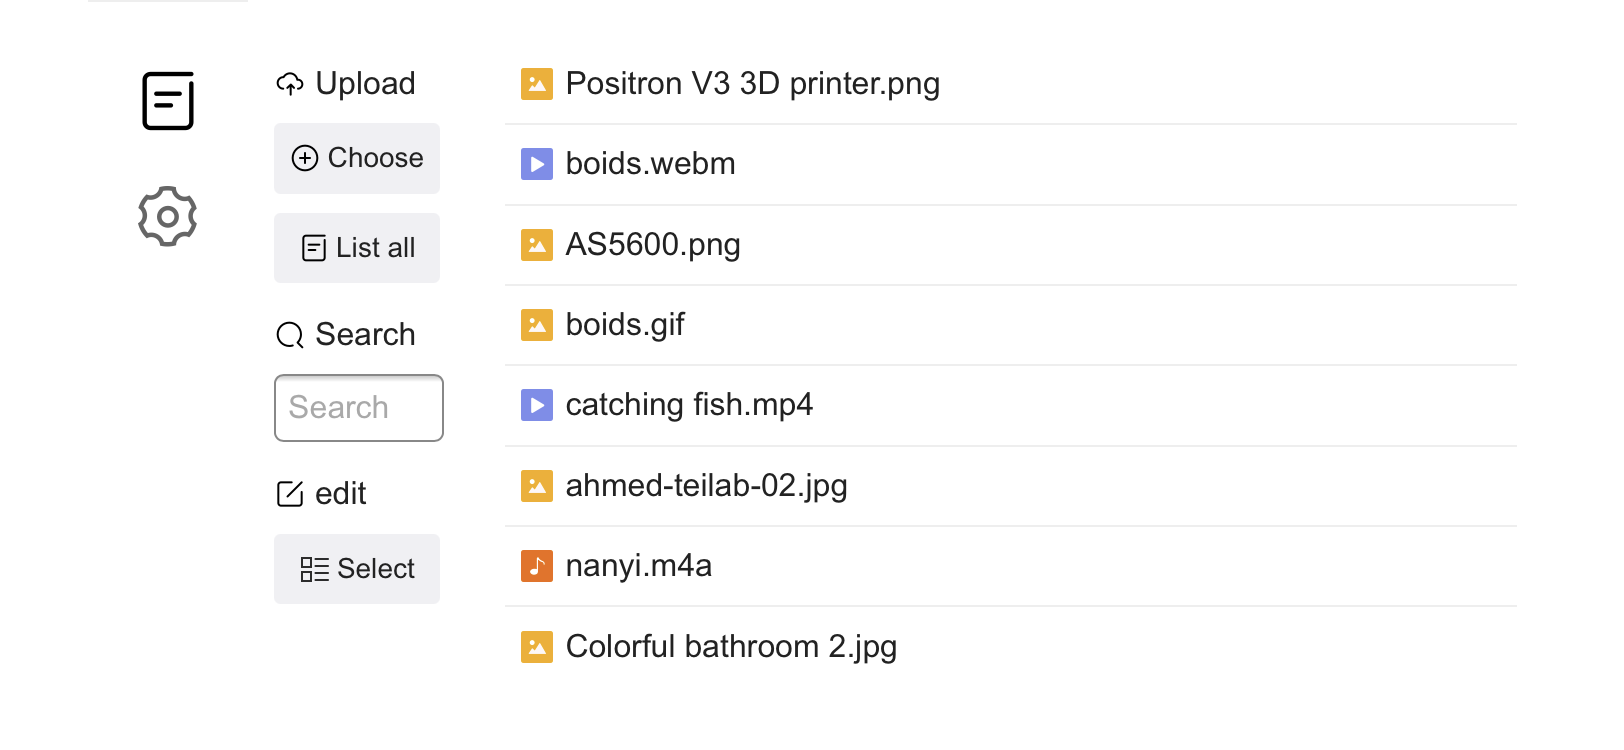 Upload
Choose
List all
Search
Search
edit
Select
Positron V3 3D printer.png
boids.webm
AS5600.png
boids.gif
catching fish.mp4
ahmed-teilab-02.jpg
nanyi.m4a
Colorful bathroom 2.jpg